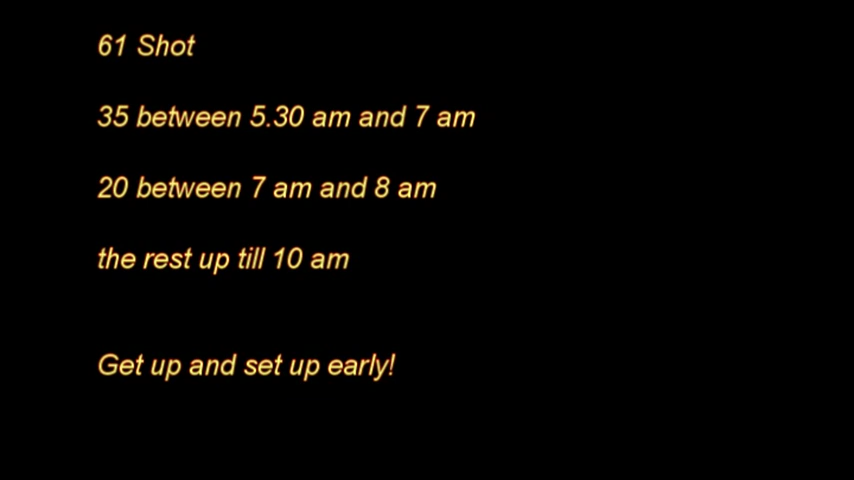 61 Shot
35 between 5.30 am and 7 am
20 between 7 am and 8 am
the rest up till 10 am
Get up and set up early!